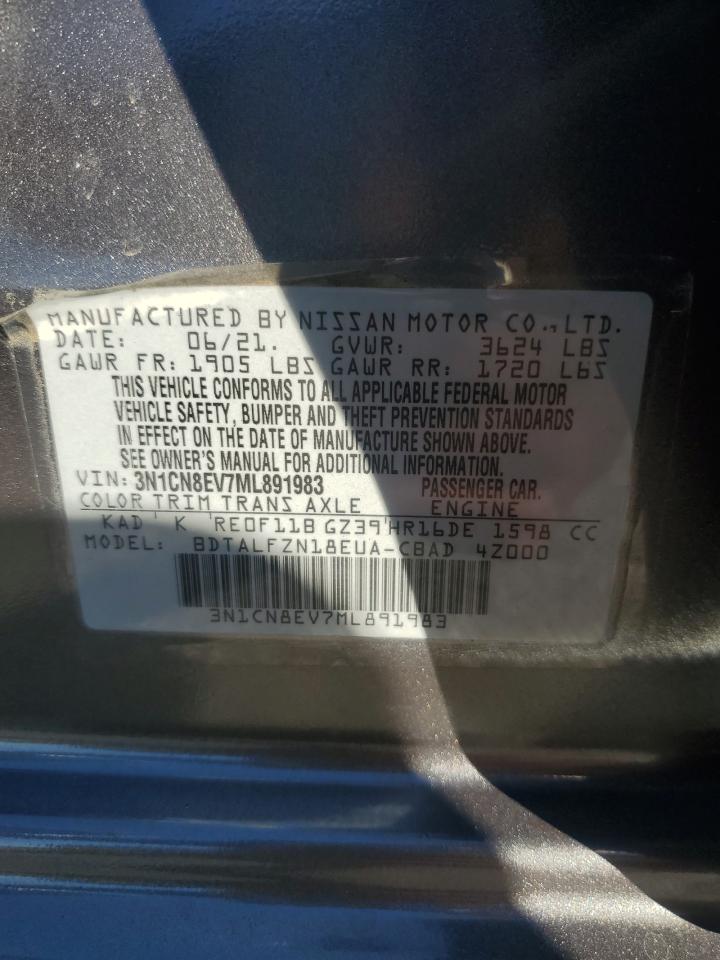 MANUFACTURED BY NISSAN MOTOR CO.,LTD.
DATE: 06/21. GVWR: 3624 LBS
GAWR FR: 1905 LBS GAWR RR: 1720 LBS
THIS VEHICLE CONFORMS TO ALL APPLICABLE FEDERAL MOTOR
VEHICLE SAFETY, BUMPER AND THEFT PREVENTION STANDARDS
IN EFFECT ON THE DATE OF MANUFACTURE SHOWN ABOVE.
SEE OWNER'S MANUAL FOR ADDITIONAL INFORMATION.
VIN: 3N1CN8EV7ML891983 PASSENGER CAR.
COLOR TRIM TRANS AXLE ENGINE
KAD ' K 'RE0F11B GZ39'HR16DE 1598 CC
MODEL: BDTALFZN18EUA-CBAD 4Z000
3N1CN8EV7ML891983